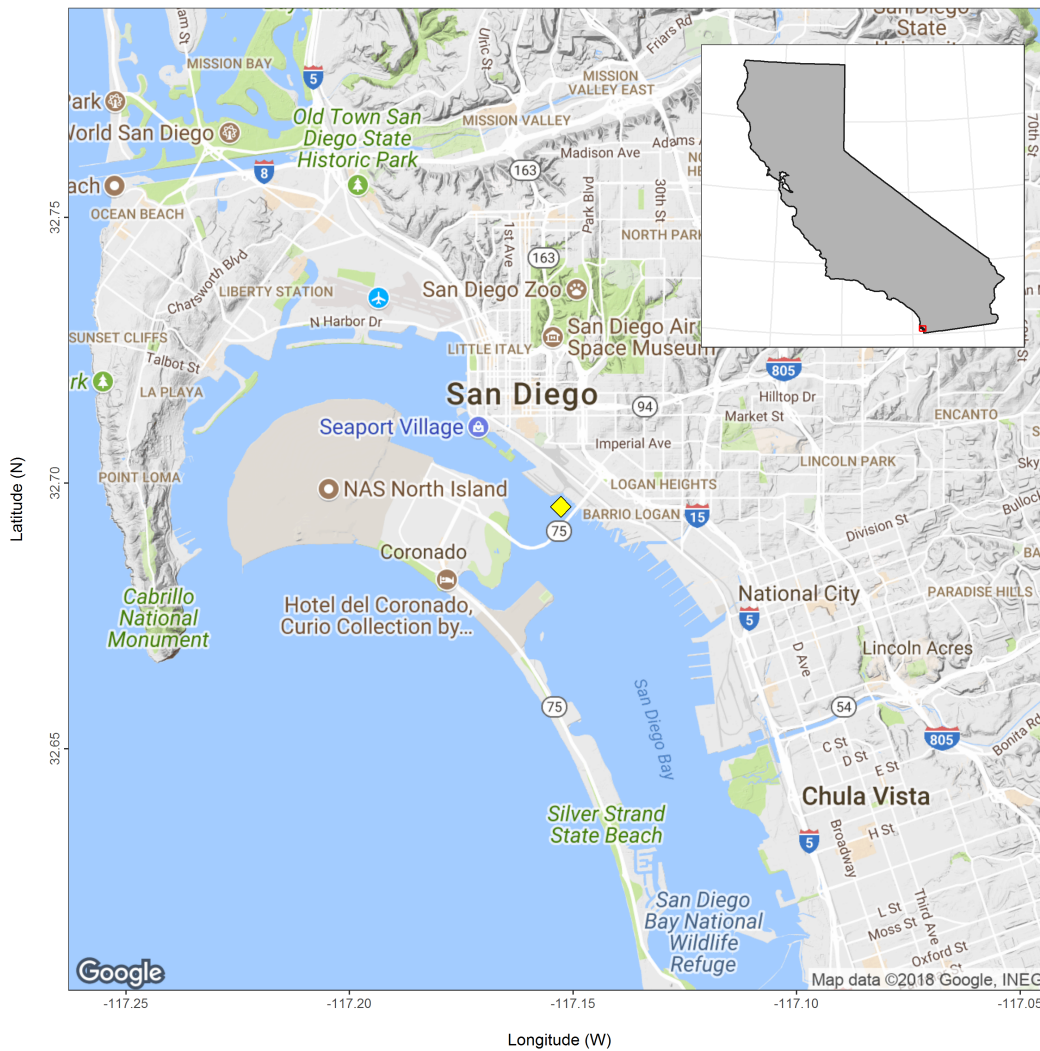 MISSION BAY
5
Friars Rd
San Diego
State
Ulric St
MISSION
VALLEY EAST
Park
Old Town San
Diego State
Historic Park
MISSION VALLEY
World San Diego
Madison Ave
Adams
8
163
70th St
OCEAN BEACH
Park Blvd
30th St
32.75
1st Ave
NORTH PARK
163
Chatsworth Blvd
LIBERTY STATION
San Diego Zoo
N Harbor Dr
San Diego Air
Space Museum
SUNSET CLIFFS
LITTLE ITALY
Talbot St
805
LA PLAYA
San Diego
Hilltop Dr
94
Market St
ENCANTO
Seaport Village
Imperial Ave
LINCOLN PARK
POINT LOMA
LOGAN HEIGHTS
32.70
NAS North Island
BARRIO LOGAN
15
Division St
75
Coronado
Latitude (N)
Cabrillo
National
Monument
Hotel del Coronado,
Curio Collection by...
National City
PARADISE HILLS
5
D Ave
Lincoln Acres
San Diego Bay
75
54
805
Bonita Rd
32.65
C St
D St
E St
Chula Vista
Silver Strand
State Beach
5
Broadway
H St
San Diego
Bay National
Wildlife
Refuge
L St
Moss St
Third Ave
Oxford St
Google
Map data ©2018 Google, INEG
-117.25
-117.20
-117.15
-117.10
-117.05
Longitude (W)